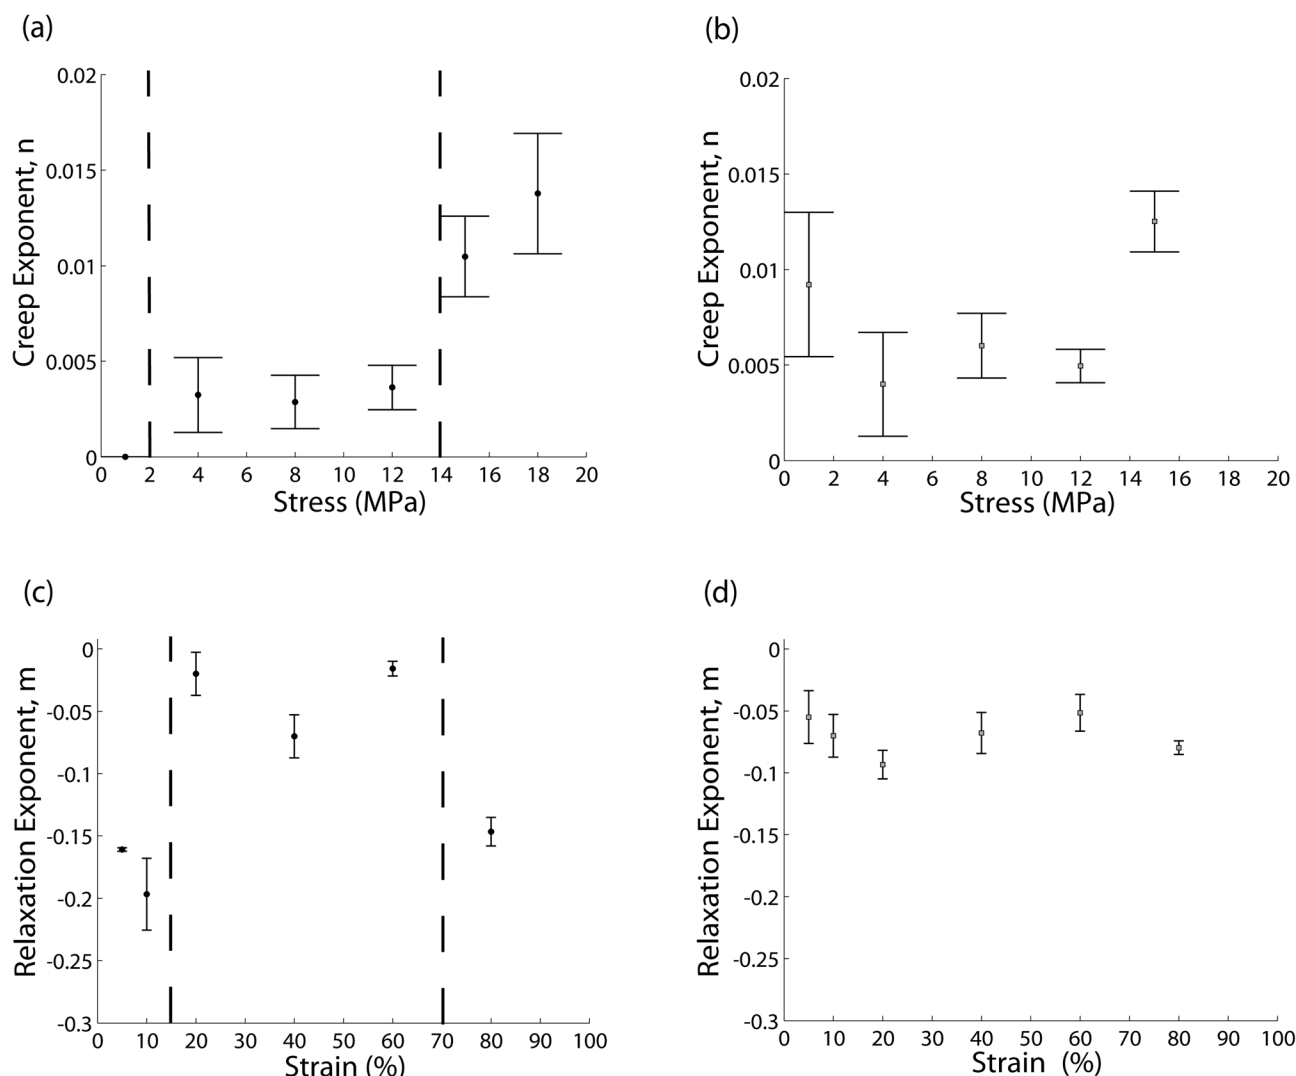 (a)
Creep Exponent, n
0.02
0.015
0.01
0.005
0
0 2 4 6 8 10 12 14 16 18 20
Stress (MPa)
(b)
Creep Exponent, n
0.02
0.015
0.01
0.005
0
0 2 4 6 8 10 12 14 16 18 20
Stress (MPa)
(c)
Relaxation Exponent, m
0
-0.05
-0.1
-0.15
-0.2
-0.25
-0.3
0 10 20 30 40 50 60 70 80 90 100
Strain (%)
(d)
Relaxation Exponent, m
0
-0.05
-0.1
-0.15
-0.2
-0.25
-0.3
0 10 20 30 40 50 60 70 80 90 100
Strain (%)